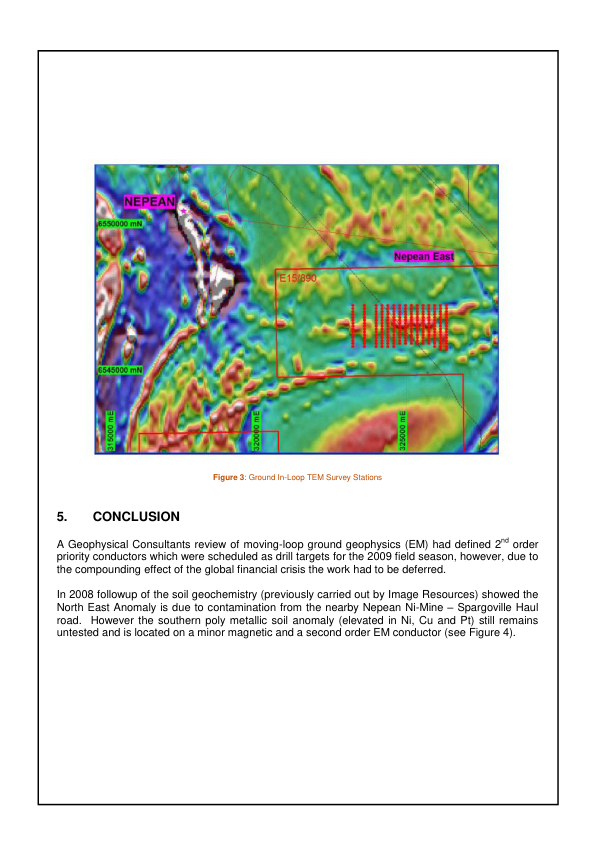 NEPEAN
6550000 mN
Nepean East
E15/890
6545000 mN
315000 mE
320000 mE
325000 mE
Figure 3: Ground In-Loop TEM Survey Stations
5. CONCLUSION
A Geophysical Consultants review of moving-loop ground geophysics (EM) had defined 2nd order
priority conductors which were scheduled as drill targets for the 2009 field season, however, due to
the compounding effect of the global financial crisis the work had to be deferred.
In 2008 followup of the soil geochemistry (previously carried out by Image Resources) showed the
North East Anomaly is due to contamination from the nearby Nepean Ni-Mine – Spargoville Haul
road. However the southern poly metallic soil anomaly (elevated in Ni, Cu and Pt) still remains
untested and is located on a minor magnetic and a second order EM conductor (see Figure 4).